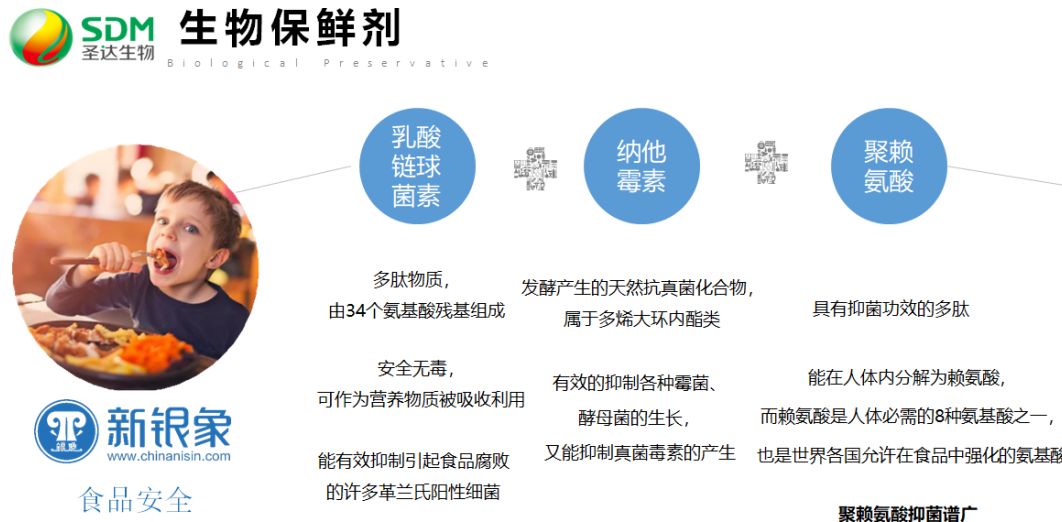 SDM
圣达生物
生物保鲜剂
Biological Preservative
乳酸
链球
菌素
纳他
霉素
聚赖
氨酸
多肽物质，
由34个氨基酸残基组成
安全无毒，
可作为营养物质被吸收利用
能有效抑制引起食品腐败
的许多革兰氏阳性细菌
发酵产生的天然抗真菌化合物，
属于多烯大环内酯类
有效的抑制各种霉菌、
酵母菌的生长，
又能抑制真菌毒素的产生
具有抑菌功效的多肽
能在人体内分解为赖氨酸，
而赖氨酸是人体必需的8种氨基酸之一，
也是世界各国允许在食品中强化的氨基酸
聚赖氨酸抑菌谱广
新银象
www.chinanisin.com
食品安全